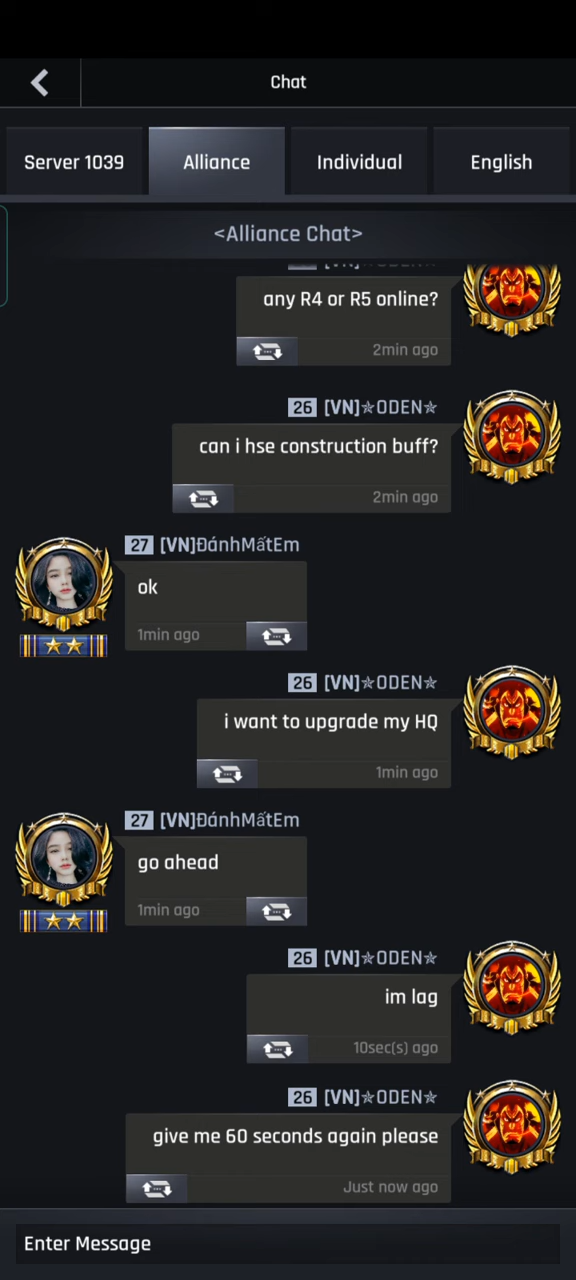 Chat
Server 1039
Alliance
Individual
English
<Alliance Chat>
any R4 or R5 online?
2min ago
26 [VN]✯ODEN✯
can i hse construction buff?
2min ago
27 [VN]ĐánhMấtEm
ok
1min ago
26 [VN]✯ODEN✯
i want to upgrade my HQ
1min ago
27 [VN]ĐánhMấtEm
go ahead
1min ago
26 [VN]✯ODEN✯
im lag
10sec(s) ago
26 [VN]✯ODEN✯
give me 60 seconds again please
Just now ago
Enter Message